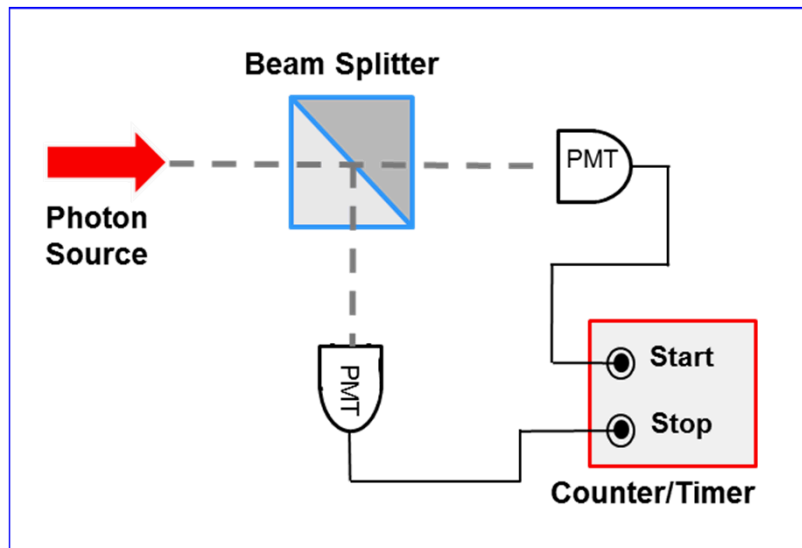 Beam Splitter
PMT
Photon
Source
PMT
Start
Stop
Counter/Timer